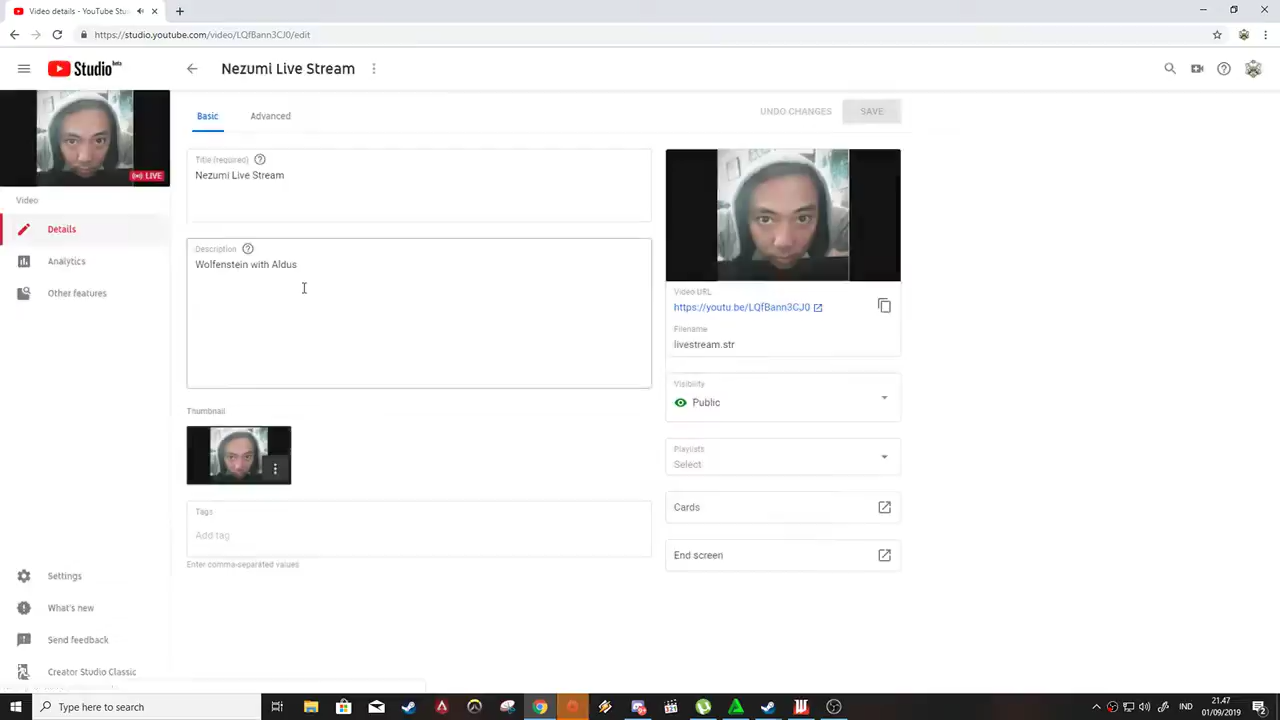 Video details - YouTube Stu
https://studio.youtube.com/video/LQfBann3CJ0/edit
Studio beta
Nezumi Live Stream
Basic
Advanced
UNDO CHANGES
SAVE
LIVE
Title (required)
Nezumi Live Stream
Video
Details
Analytics
Other features
Description
Wolfenstein with Aldus
Video URL
https://youtu.be/LQfBann3CJ0
Filename
livestream.str
Visibility
Public
Thumbnail
Playlists
Select
Tags
Add tag
Enter comma-separated values
Cards
End screen
Settings
What's new
Send feedback
Creator Studio Classic
Type here to search
IND
21.47
01/09/2019
2